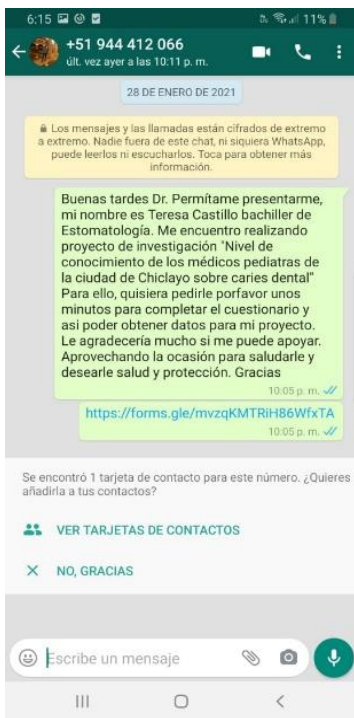 6:15 11%
+51 944 412 066
últ. vez ayer a las 10:11 p. m.
28 DE ENERO DE 2021
Los mensajes y las llamadas están cifrados de extremo
a extremo. Nadie fuera de este chat, ni siquiera WhatsApp,
puede leerlos ni escucharlos. Toca para obtener más
información.
Buenas tardes Dr. Permítame presentarme,
mi nombre es Teresa Castillo bachiller de
Estomatología. Me encuentro realizando
proyecto de investigación "Nivel de
conocimiento de los médicos pediatras de
la ciudad de Chiclayo sobre caries dental"
Para ello, quisiera pedirle porfavor unos
minutos para completar el cuestionario y
asi poder obtener datos para mi proyecto.
Le agradecería mucho si me puede apoyar.
Aprovechando la ocasión para saludarle y
desearle salud y protección. Gracias
10:05 p. m.
https://forms.gle/mvzqKMTRiH86WfxTA
10:05 p. m.
Se encontró 1 tarjeta de contacto para este número. ¿Quieres
añadirla a tus contactos?
VER TARJETAS DE CONTACTOS
NO, GRACIAS
Escribe un mensaje